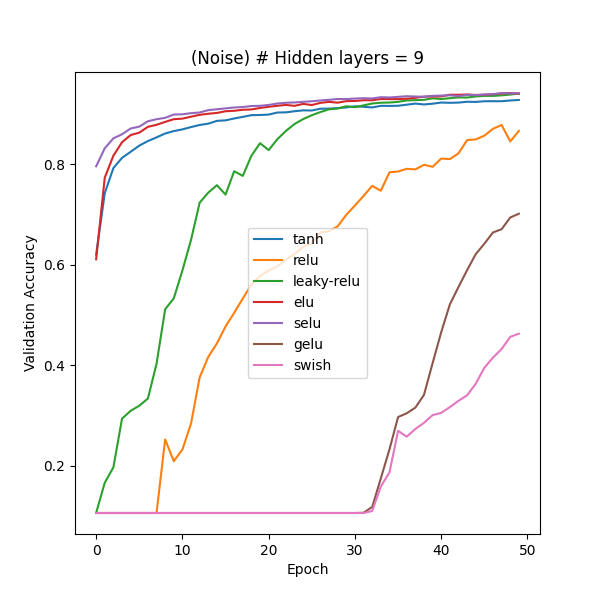 (Noise) # Hidden layers = 9
Validation Accuracy
0.8
0.6
0.4
0.2
tanh
relu
leaky-relu
elu
selu
gelu
swish
0 10 20 30 40 50
Epoch